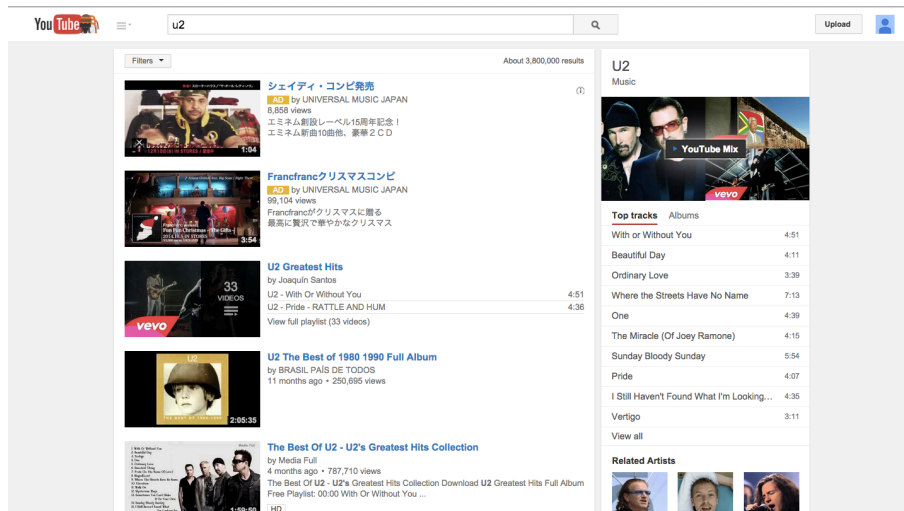 You Tube
u2
Upload
Filters
About 3,800,000 results
1:04
シェイディ・コンピ発売
AD by UNIVERSAL MUSIC JAPAN
8,858 views
エミネム創設レーベル15周年記念！
エミネム新曲10曲他、豪華２ＣＤ
3:54
Francfrancクリスマスコンピ
AD by UNIVERSAL MUSIC JAPAN
99,104 views
Francfrancがクリスマスに贈る
最高に贅沢で華やかなクリスマス
33
VIDEOS
vevo
U2 Greatest Hits
by Joaquín Santos
U2 - With Or Without You 4:51
U2 - Pride - RATTLE AND HUM 4:36
View full playlist (33 videos)
U2
2:05:35
U2 The Best of 1980 1990 Full Album
by BRASIL PAÍS DE TODOS
11 months ago • 250,695 views
Media Full
1:59:50
The Best Of U2 - U2's Greatest Hits Collection
by Media Full
4 months ago • 787,710 views
The Best Of U2 - U2's Greatest Hits Collection Download U2 Greatest Hits Full Album
Free Playlist: 00:00 With Or Without You ...
HD
U2
Music
YouTube Mix
vevo
Top tracks Albums
With or Without You 4:51
Beautiful Day 4:11
Ordinary Love 3:39
Where the Streets Have No Name 7:13
One 4:39
The Miracle (Of Joey Ramone) 4:15
Sunday Bloody Sunday 5:54
Pride 4:07
I Still Haven't Found What I'm Looking... 4:35
Vertigo 3:11
View all
Related Artists